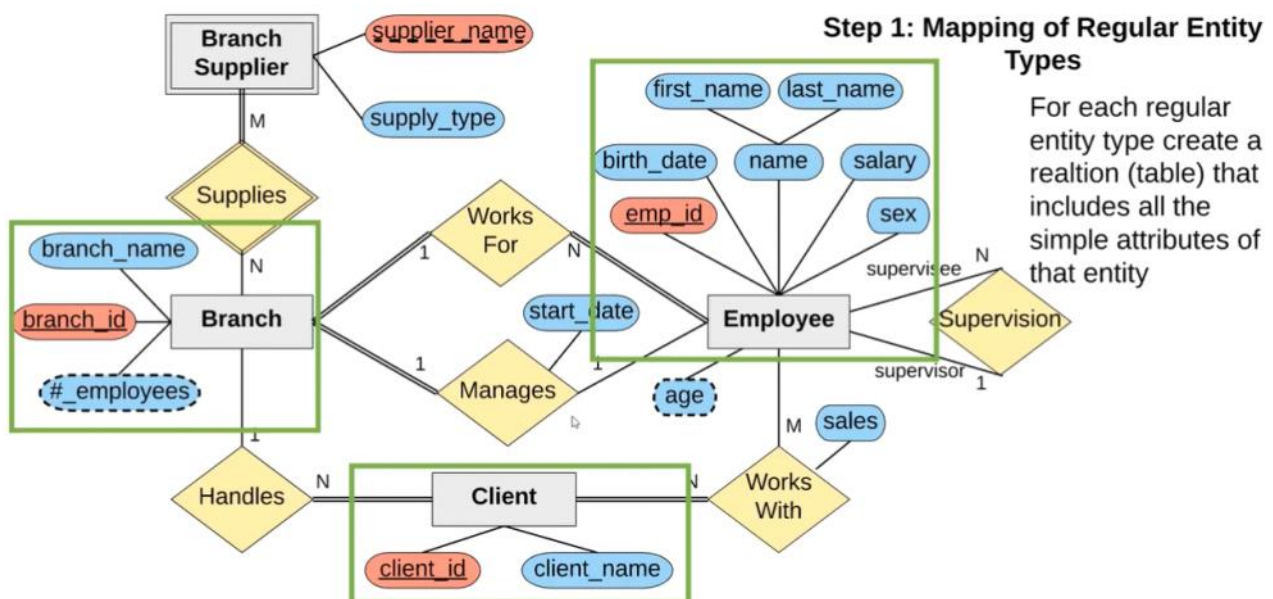 Branch
Supplier
supplier_name
supply_type
Step 1: Mapping of Regular Entity
Types
For each regular
entity type create a
realtion (table) that
includes all the
simple attributes of
that entity
first_name
last_name
birth_date
name
salary
emp_id
sex
M
Supplies
Works
For
1
N
branch_name
N
branch_id
Branch
#_employees
start_date
Employee
supervisee
N
Supervision
supervisor
1
1
Manages
1
age
M
sales
1
Handles
N
Client
N
Works
With
client_id
client_name